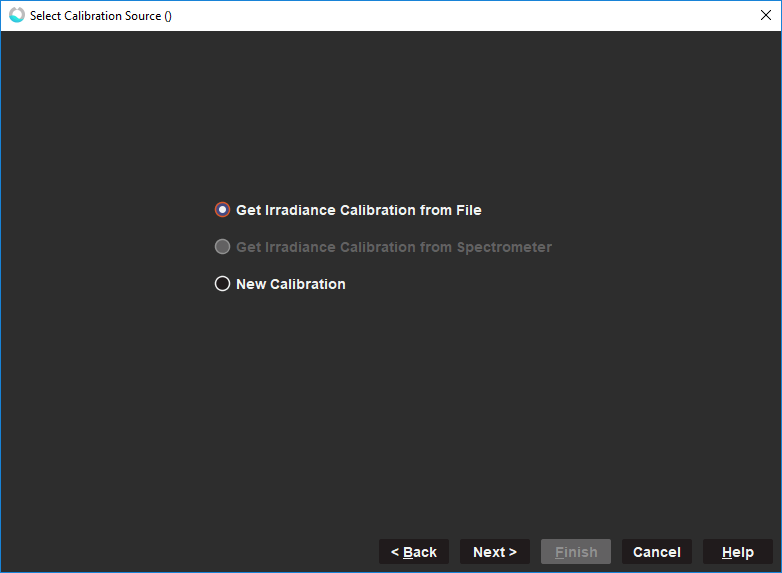 Select Calibration Source ()
Get Irradiance Calibration from File
Get Irradiance Calibration from Spectrometer
New Calibration
< Back Next > Finish Cancel Help